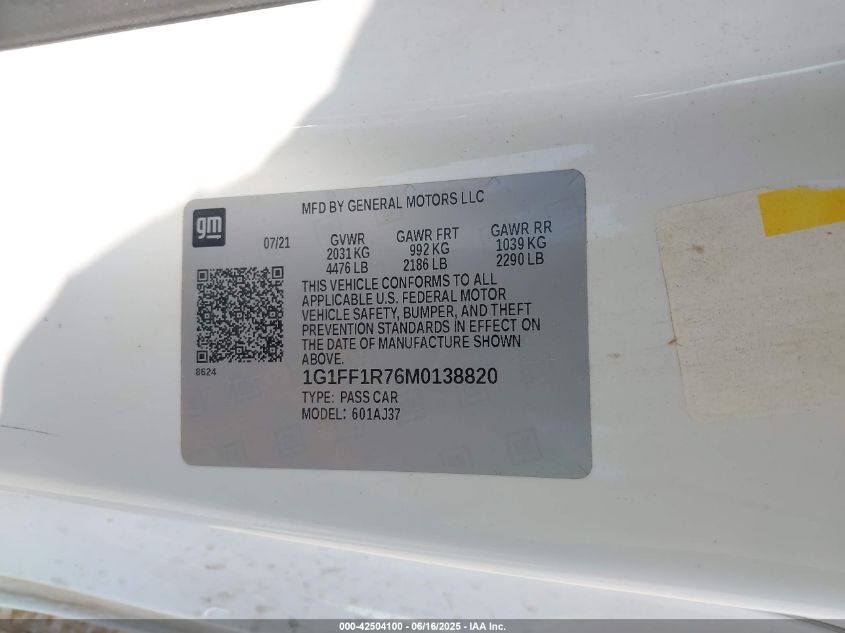 MFD BY GENERAL MOTORS LLC
gm
07/21 GVWR GAWR FRT GAWR RR
2031 KG 992 KG 1039 KG
4476 LB 2186 LB 2290 LB
THIS VEHICLE CONFORMS TO ALL
APPLICABLE U.S. FEDERAL MOTOR
VEHICLE SAFETY, BUMPER, AND THEFT
PREVENTION STANDARDS IN EFFECT ON
THE DATE OF MANUFACTURE SHOWN
ABOVE.
8624
1G1FF1R76M0138820
TYPE: PASS CAR
MODEL: 601AJ37
000-42504100 - 06/16/2025 - IAA Inc.